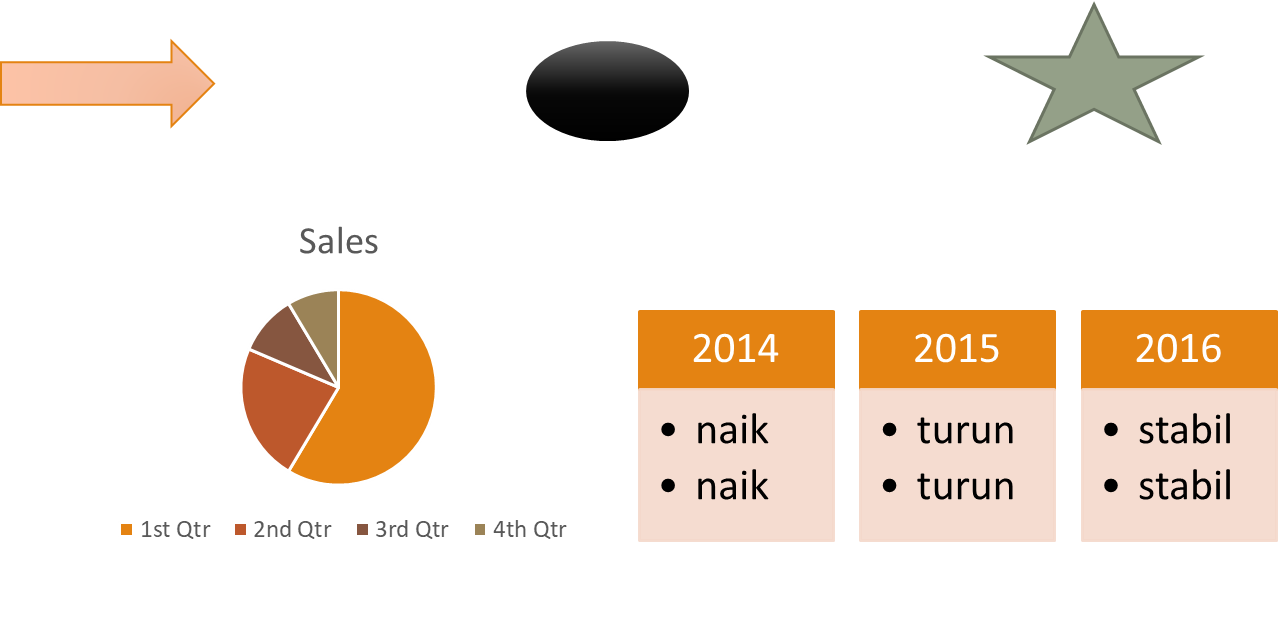 Sales
1st Qtr 2nd Qtr 3rd Qtr 4th Qtr
2014
• naik
• naik
2015
• turun
• turun
2016
• stabil
• stabil